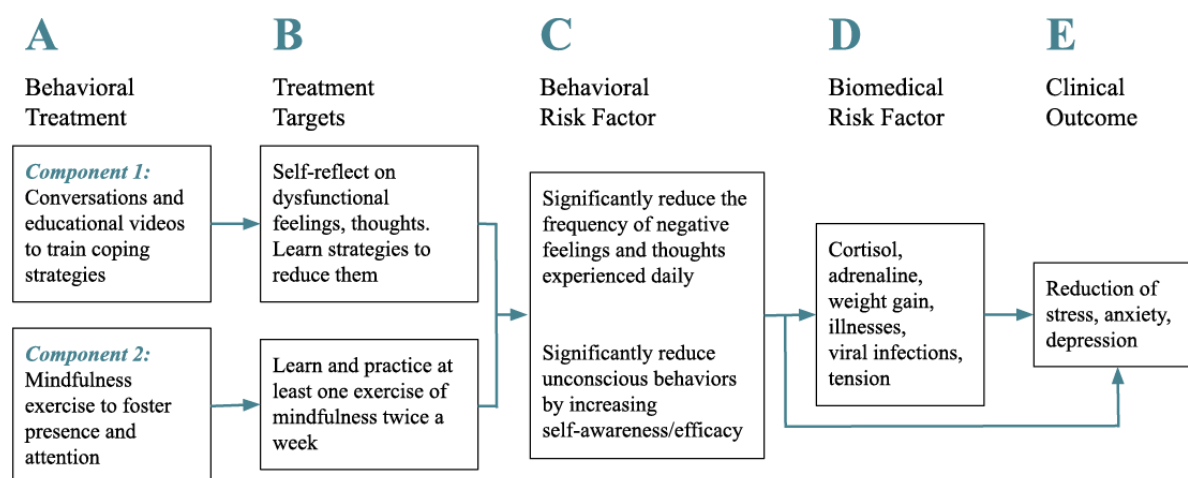 A
Behavioral
Treatment
Component 1:
Conversations and
educational videos
to train coping
strategies
Component 2:
Mindfulness
exercise to foster
presence and
attention
B
Treatment
Targets
Self-reflect on
dysfunctional
feelings, thoughts.
Learn strategies to
reduce them
Learn and practice at
least one exercise of
mindfulness twice a
week
C
Behavioral
Risk Factor
Significantly reduce the
frequency of negative
feelings and thoughts
experienced daily
Significantly reduce
unconscious behaviors
by increasing
self-awareness/efficacy
D
Biomedical
Risk Factor
Cortisol,
adrenaline,
weight gain,
illnesses,
viral infections,
tension
E
Clinical
Outcome
Reduction of
stress, anxiety,
depression